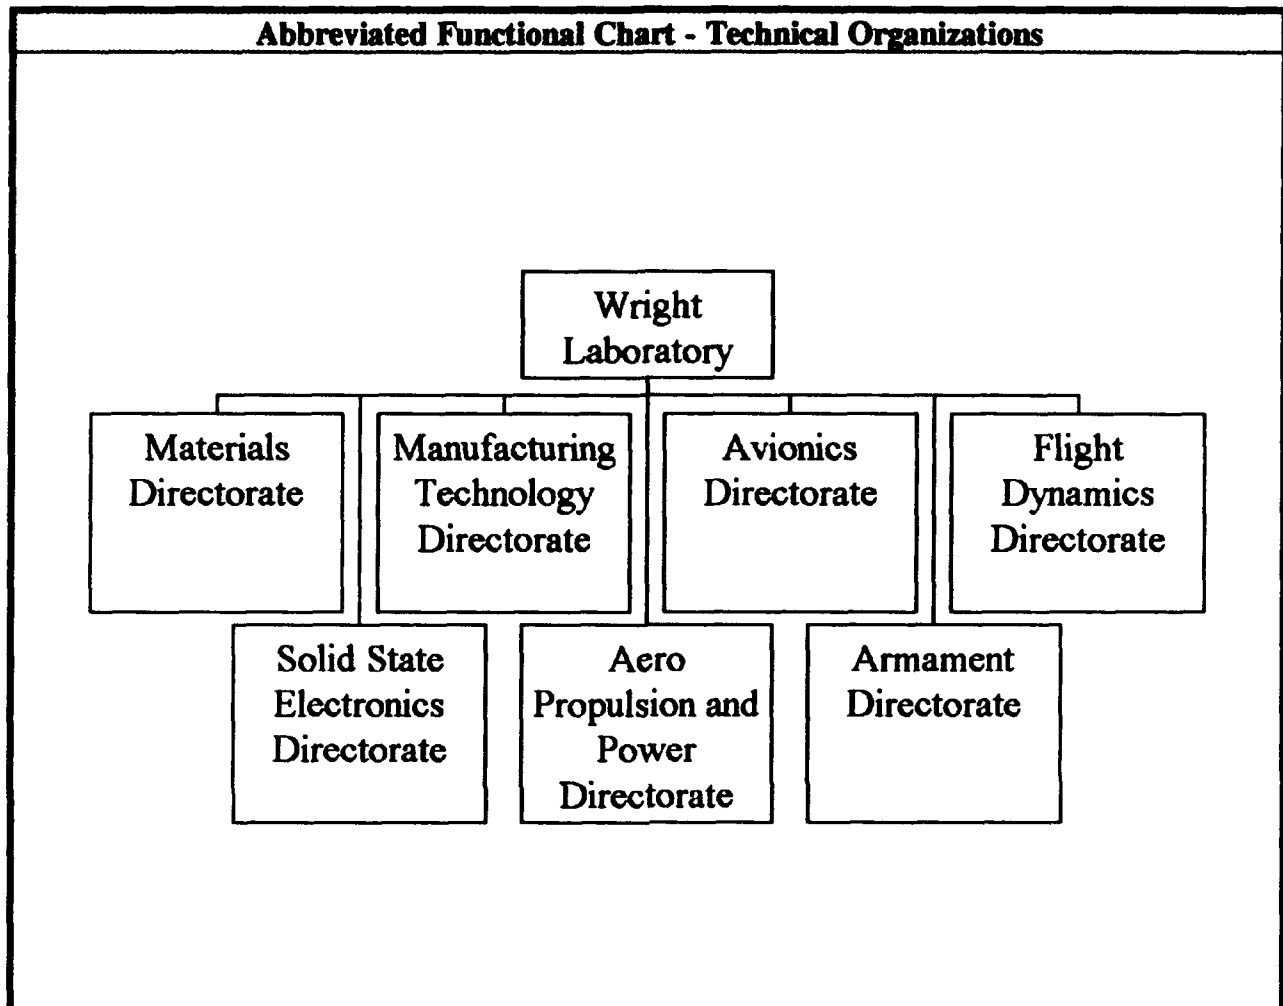 Abbreviated Functional Chart - Technical Organizations
Wright
Laboratory
Materials
Directorate
Manufacturing
Technology
Directorate
Avionics
Directorate
Flight
Dynamics
Directorate
Solid State
Electronics
Directorate
Aero
Propulsion and
Power
Directorate
Armament
Directorate